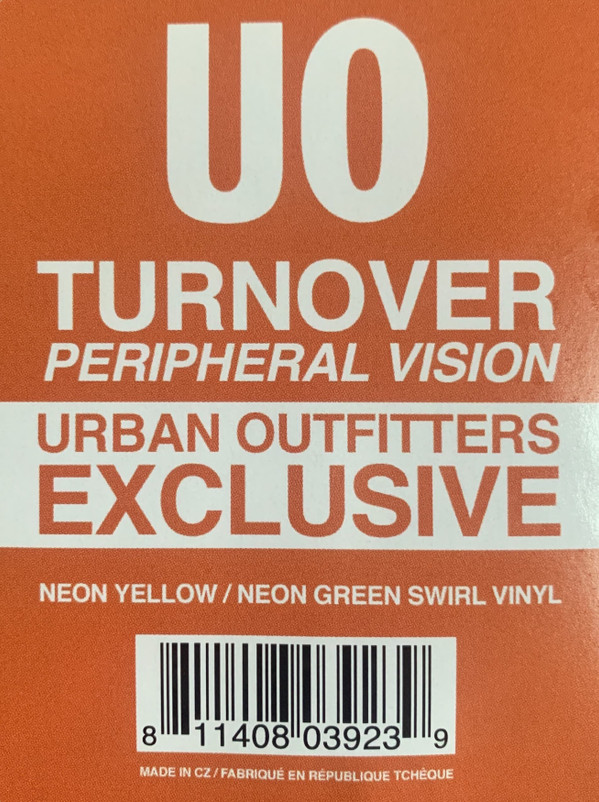 UO
TURNOVER
PERIPHERAL VISION
URBAN OUTFITTERS
EXCLUSIVE
NEON YELLOW / NEON GREEN SWIRL VINYL
8 11408 03923 9
MADE IN CZ / FABRIQUÉ EN RÉPUBLIQUE TCHÈQUE